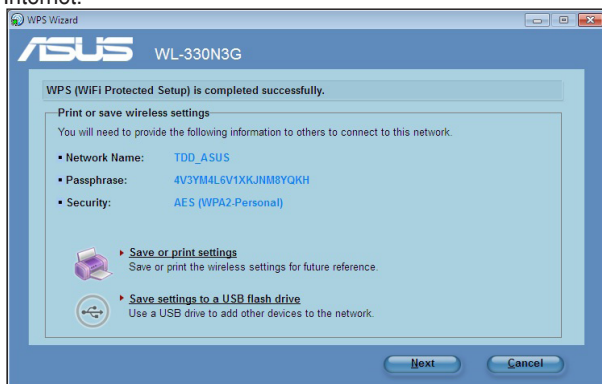 Internet.
WPS Wizard
ASUS WL-330N3G
WPS (WiFi Protected Setup) is completed successfully.
Print or save wireless settings
You will need to provide the following information to others to connect to this network.
▪ Network Name: TDD_ASUS
▪ Passphrase: 4V3YM4L6V1XKJNM8YQKH
▪ Security: AES (WPA2-Personal)
Save or print settings
Save or print the wireless settings for future reference.
Save settings to a USB flash drive
Use a USB drive to add other devices to the network.
Next Cancel